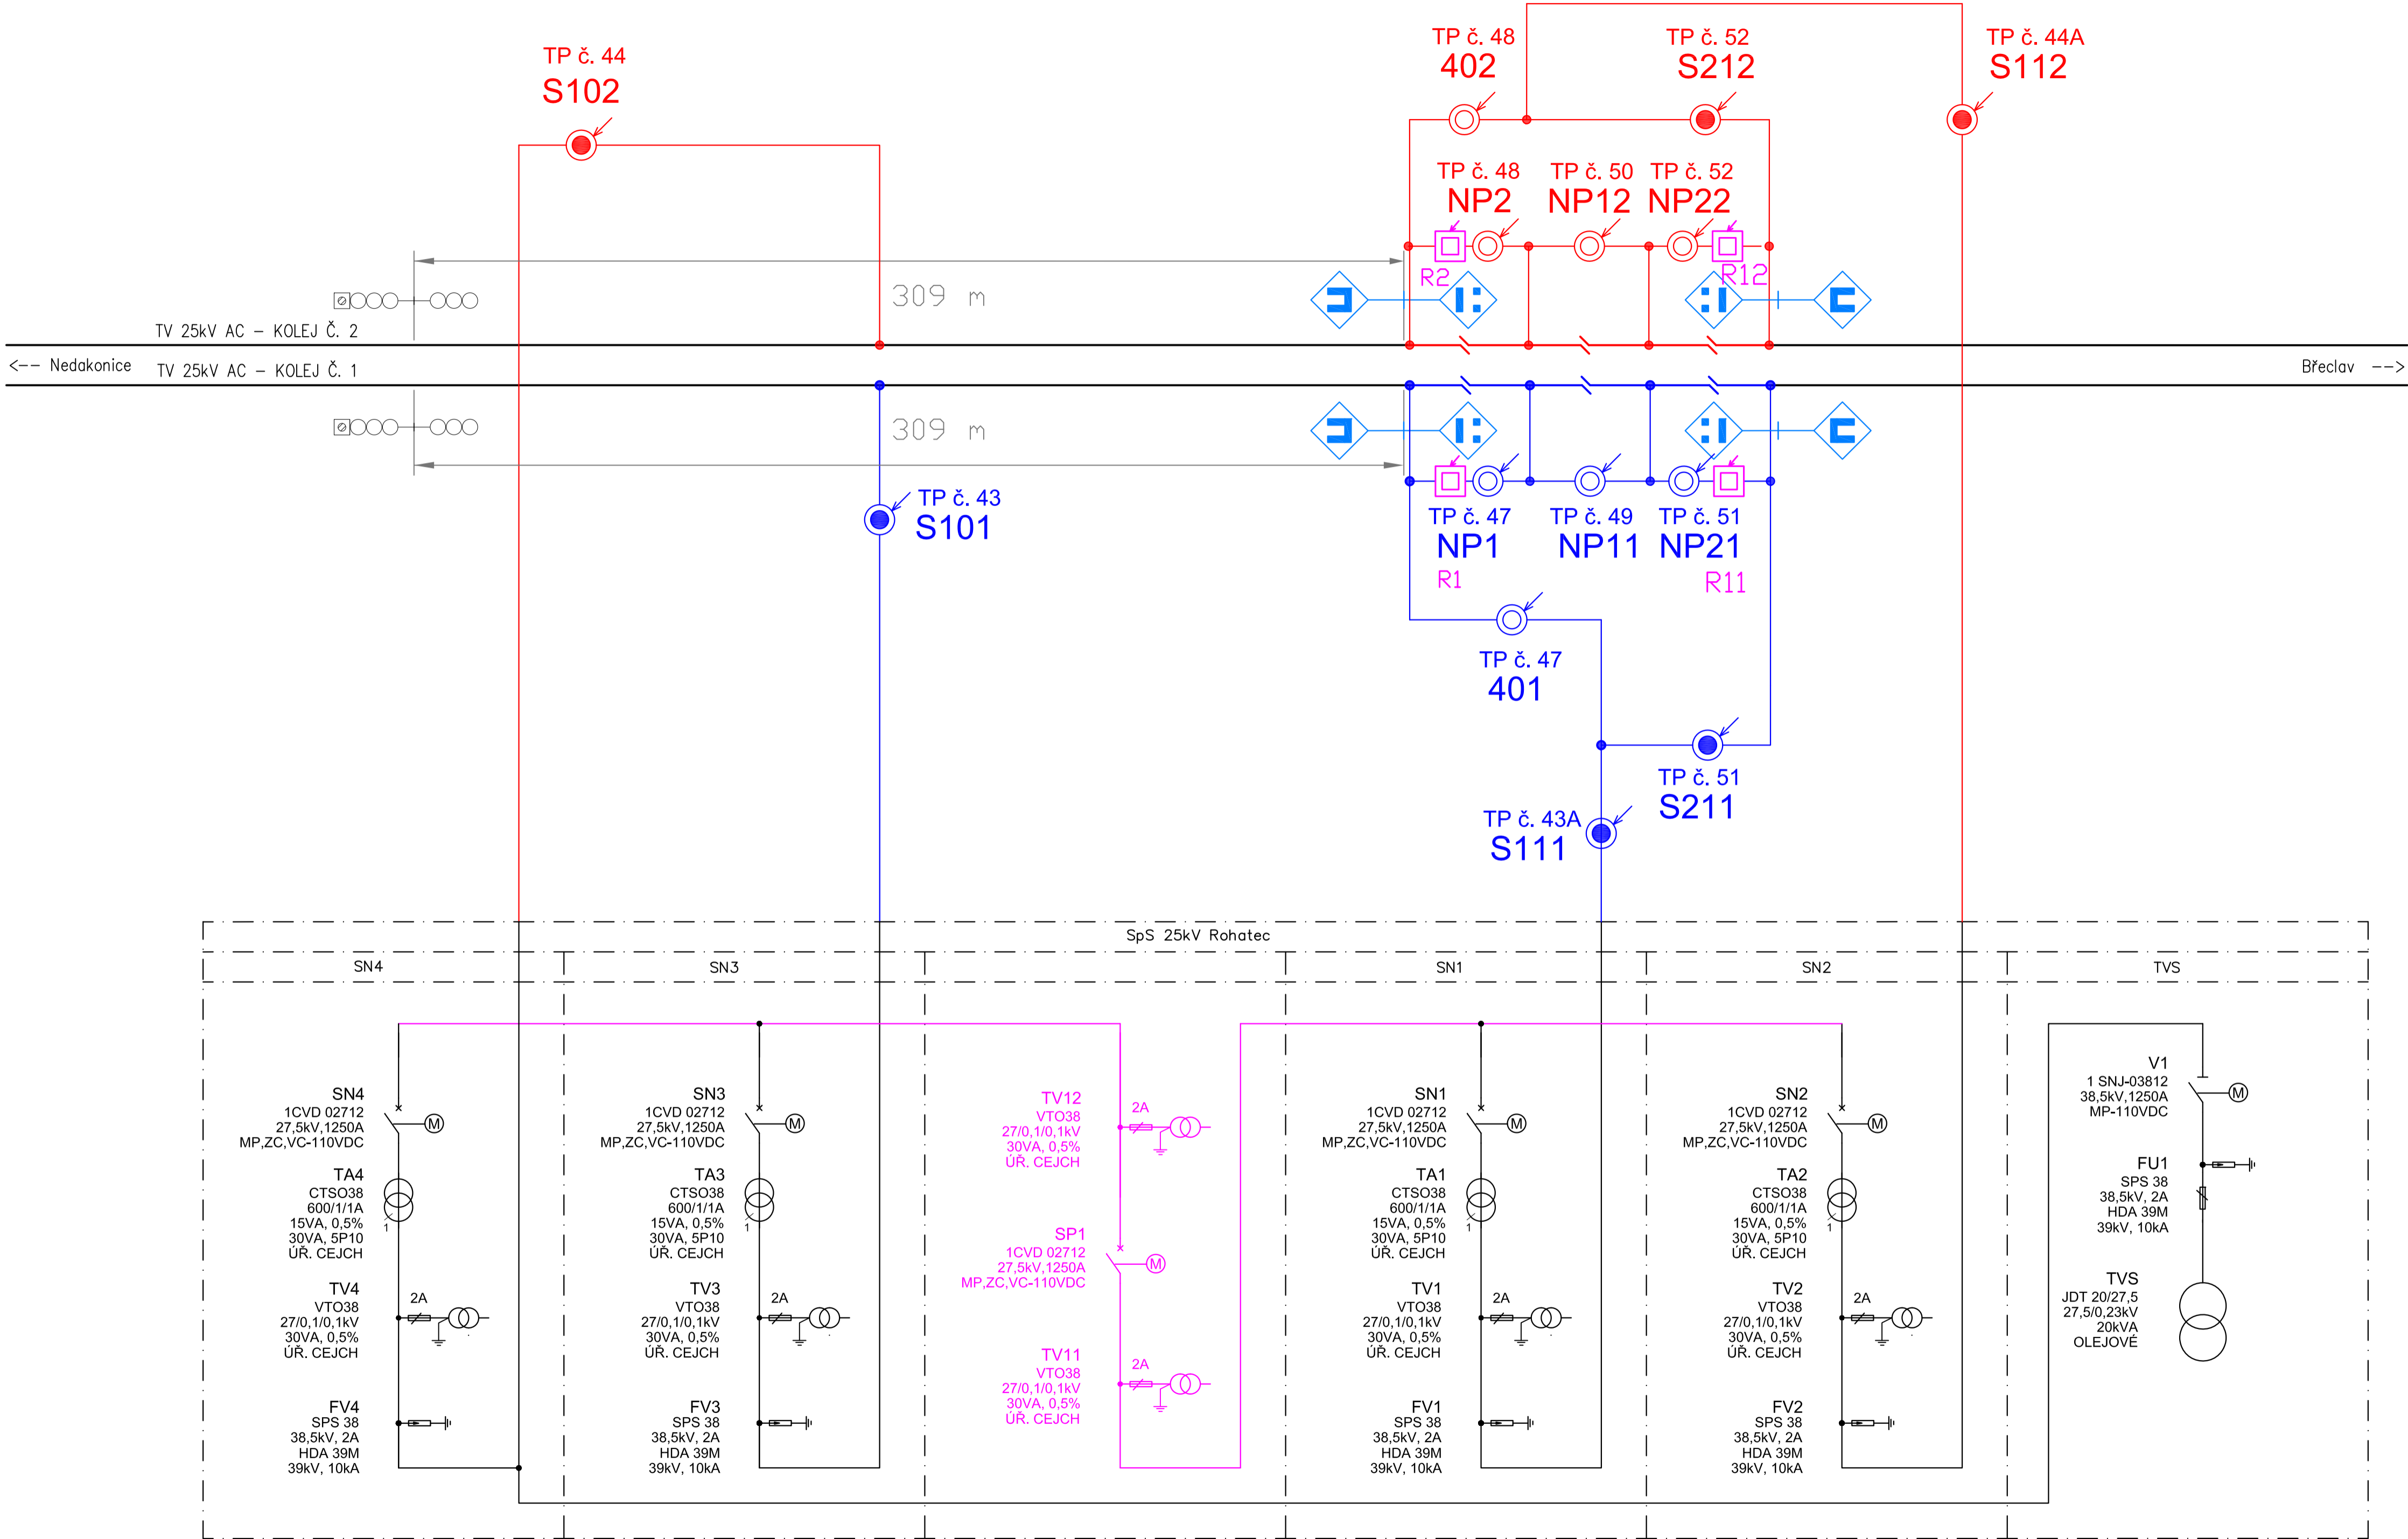 TP č. 44
S102
TP č. 48
402
TP č. 52
S212
TP č. 44A
S112
TP č. 48
NP2
TP č. 50
NP12
TP č. 52
NP22
R2
R12
309 m
TV 25kV AC – KOLEJ Č. 2
<-- Nedakonice
TV 25kV AC – KOLEJ Č. 1
Břeclav -->
309 m
TP č. 43
S101
TP č. 47
NP1
R1
TP č. 49
NP11
TP č. 51
NP21
R11
TP č. 47
401
TP č. 51
S211
TP č. 43A
S111
SpS 25kV Rohatec
SN4
SN3
SN1
SN2
TVS
SN4
1CVD 02712
27,5kV,1250A
MP,ZC,VC-110VDC
M
TA4
CTSO38
600/1/1A
15VA, 0,5%
30VA, 5P10
ÚŘ. CEJCH
1
TV4
VTO38
27/0,1/0,1kV
30VA, 0,5%
ÚŘ. CEJCH
2A
FV4
SPS 38
38,5kV, 2A
HDA 39M
39kV, 10kA
SN3
1CVD 02712
27,5kV,1250A
MP,ZC,VC-110VDC
M
TA3
CTSO38
600/1/1A
15VA, 0,5%
30VA, 5P10
ÚŘ. CEJCH
1
TV3
VTO38
27/0,1/0,1kV
30VA, 0,5%
ÚŘ. CEJCH
2A
FV3
SPS 38
38,5kV, 2A
HDA 39M
39kV, 10kA
TV12
VTO38
27/0,1/0,1kV
30VA, 0,5%
ÚŘ. CEJCH
2A
SP1
1CVD 02712
27,5kV,1250A
MP,ZC,VC-110VDC
M
TV11
VTO38
27/0,1/0,1kV
30VA, 0,5%
ÚŘ. CEJCH
2A
SN1
1CVD 02712
27,5kV,1250A
MP,ZC,VC-110VDC
M
TA1
CTSO38
600/1/1A
15VA, 0,5%
30VA, 5P10
ÚŘ. CEJCH
1
TV1
VTO38
27/0,1/0,1kV
30VA, 0,5%
ÚŘ. CEJCH
2A
FV1
SPS 38
38,5kV, 2A
HDA 39M
39kV, 10kA
SN2
1CVD 02712
27,5kV,1250A
MP,ZC,VC-110VDC
M
TA2
CTSO38
600/1/1A
15VA, 0,5%
30VA, 5P10
ÚŘ. CEJCH
1
TV2
VTO38
27/0,1/0,1kV
30VA, 0,5%
ÚŘ. CEJCH
2A
FV2
SPS 38
38,5kV, 2A
HDA 39M
39kV, 10kA
V1
1 SNJ-03812
38,5kV,1250A
MP-110VDC
M
FU1
SPS 38
38,5kV, 2A
HDA 39M
39kV, 10kA
TVS
JDT 20/27,5
27,5/0,23kV
20kVA
OLEJOVÉ